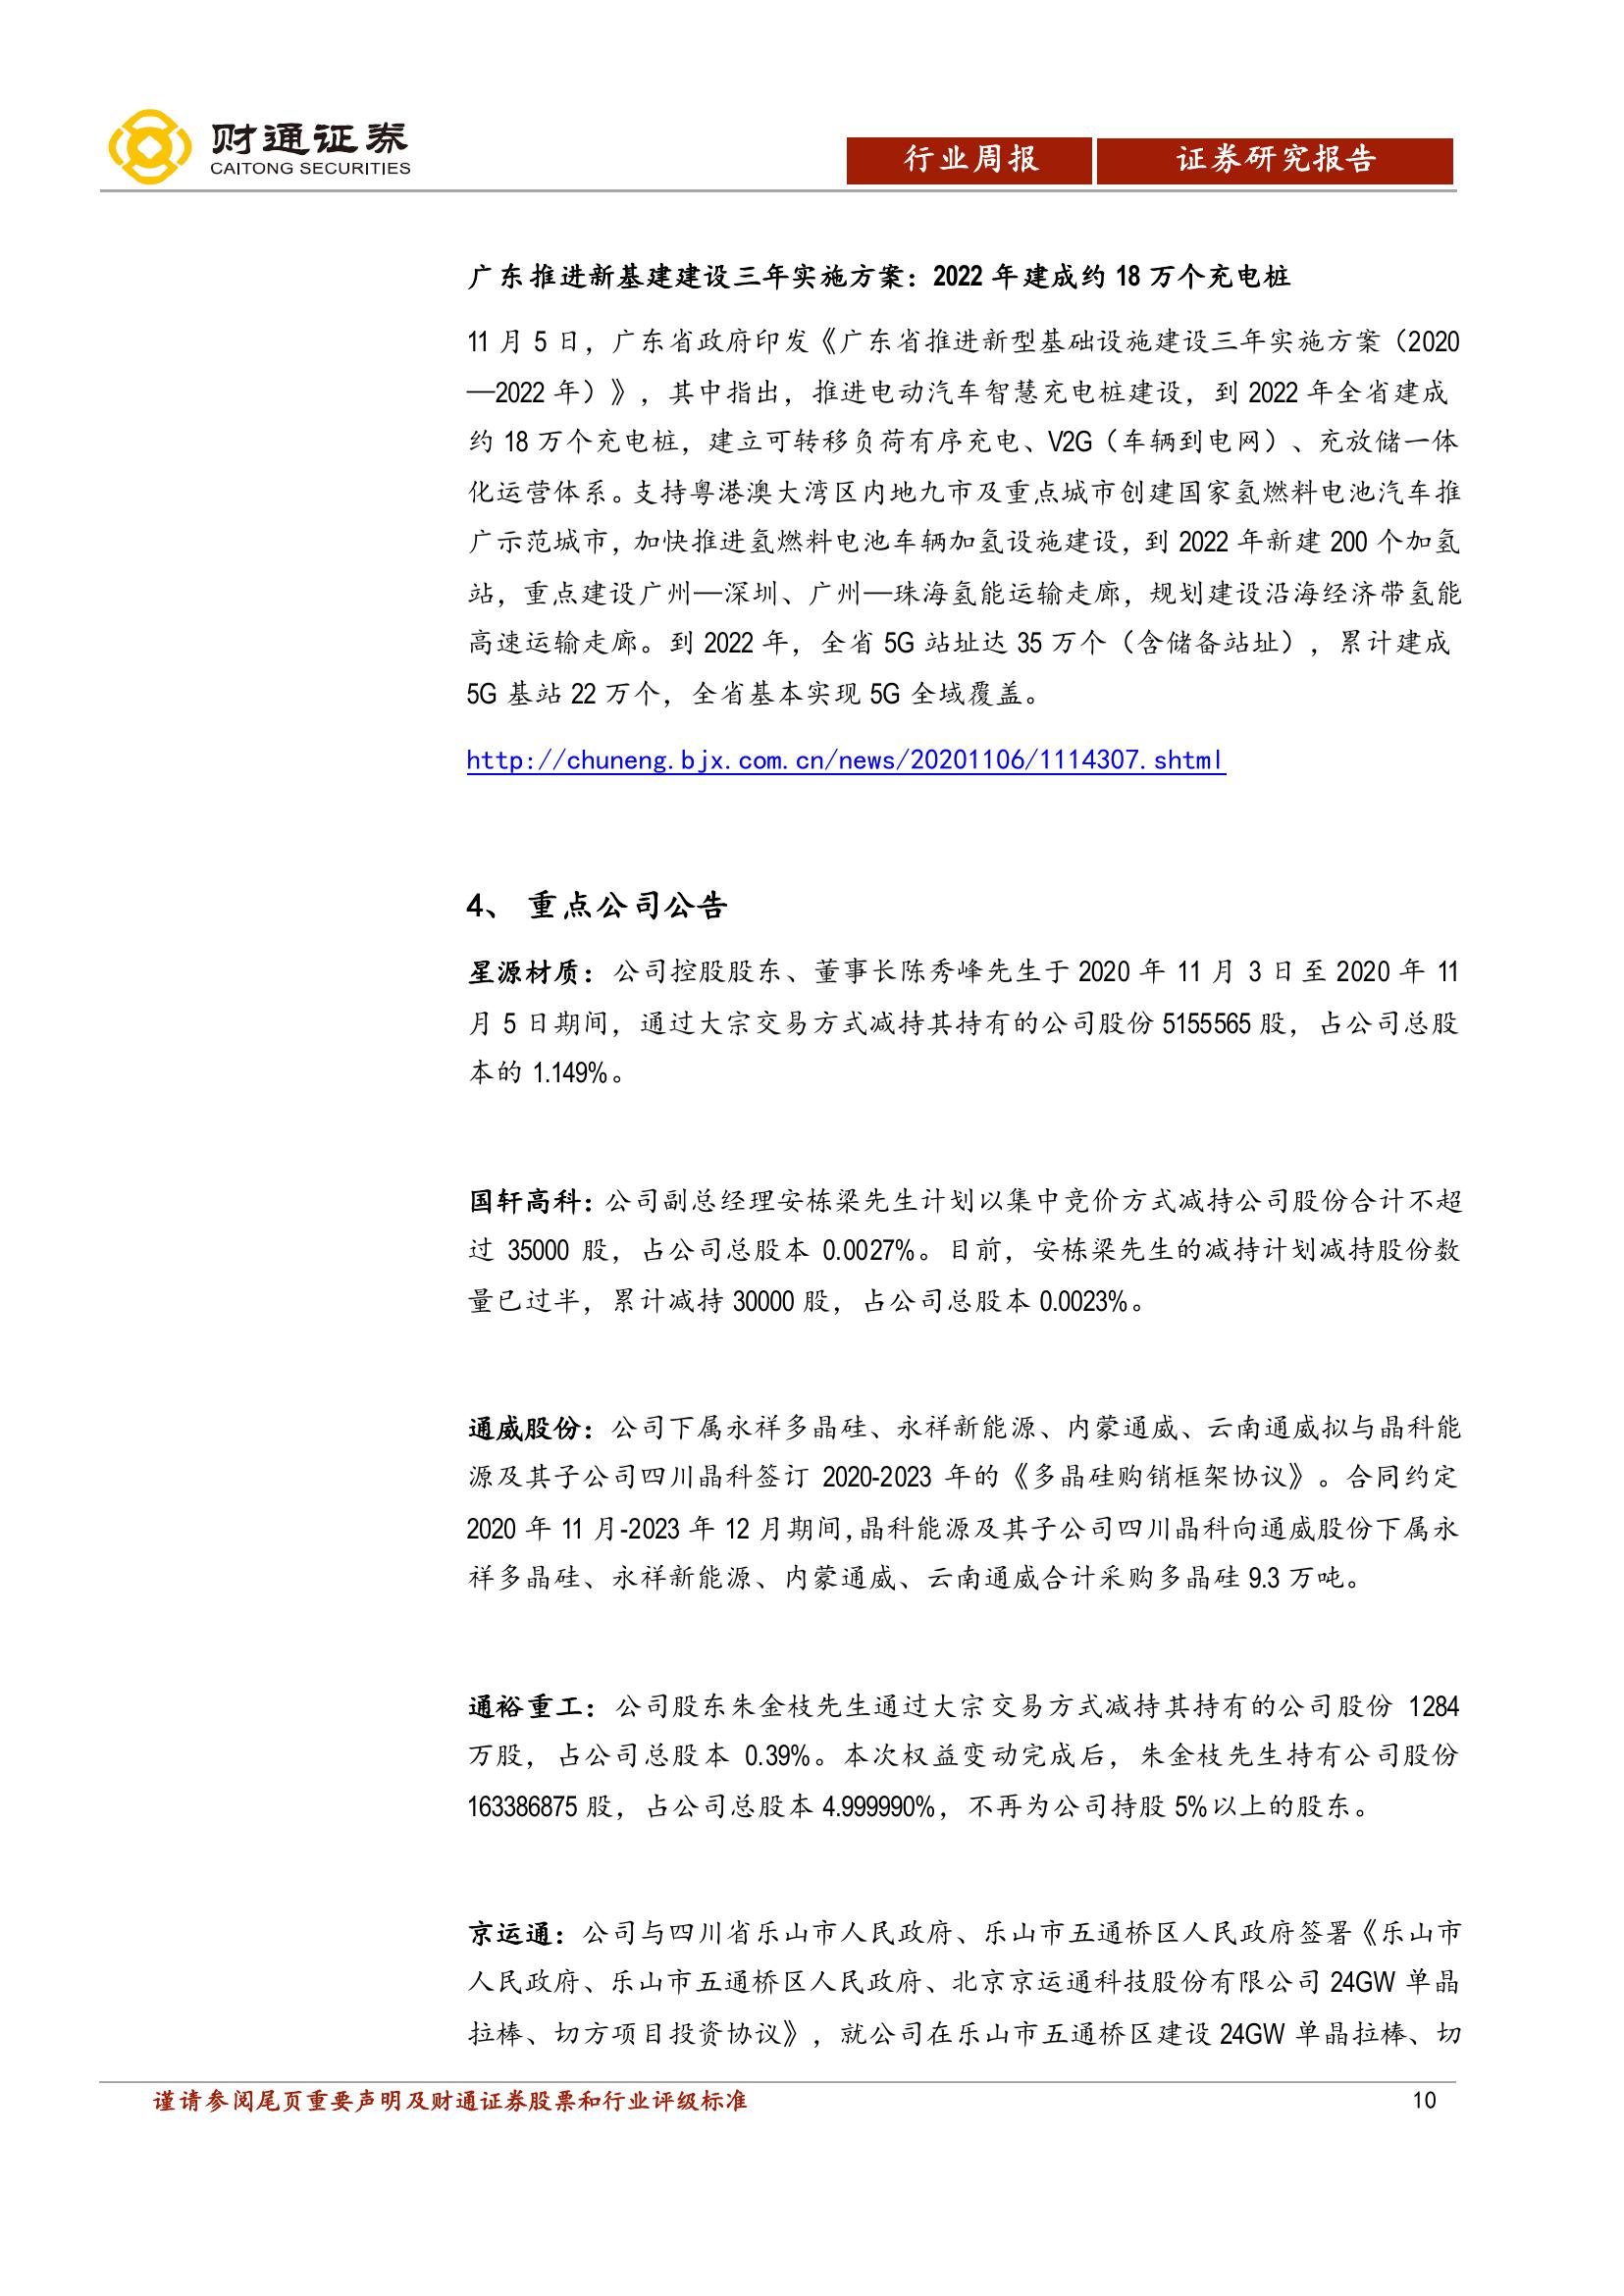 财通证券
CAITONG SECURITIES
行业周报
证券研究报告
广东推进新基建建设三年实施方案：2022 年建成约 18 万个充电桩
11 月 5 日，广东省政府印发《广东省推进新型基础设施建设三年实施方案（2020
—2022 年）》，其中指出，推进电动汽车智慧充电桩建设，到 2022 年全省建成
约 18 万个充电桩，建立可转移负荷有序充电、V2G（车辆到电网）、充放储一体
化运营体系。支持粤港澳大湾区内地九市及重点城市创建国家氢燃料电池汽车推
广示范城市，加快推进氢燃料电池车辆加氢设施建设，到 2022 年新建 200 个加氢
站，重点建设广州—深圳、广州—珠海氢能运输走廊，规划建设沿海经济带氢能
高速运输走廊。到 2022 年，全省 5G 站址达 35 万个（含储备站址），累计建成
5G 基站 22 万个，全省基本实现 5G 全域覆盖。
http://chuneng.bjx.com.cn/news/20201106/1114307.shtml
4、 重点公司公告
星源材质：公司控股股东、董事长陈秀峰先生于 2020 年 11 月 3 日至 2020 年 11
月 5 日期间，通过大宗交易方式减持其持有的公司股份 5155565 股，占公司总股
本的 1.149%。
国轩高科：公司副总经理安栋梁先生计划以集中竞价方式减持公司股份合计不超
过 35000 股，占公司总股本 0.0027%。目前，安栋梁先生的减持计划减持股份数
量已过半，累计减持 30000 股，占公司总股本 0.0023%。
通威股份：公司下属永祥多晶硅、永祥新能源、内蒙通威、云南通威拟与晶科能
源及其子公司四川晶科签订 2020-2023 年的《多晶硅购销框架协议》。合同约定
2020 年 11 月-2023 年 12 月期间，晶科能源及其子公司四川晶科向通威股份下属永
祥多晶硅、永祥新能源、内蒙通威、云南通威合计采购多晶硅 9.3 万吨。
通裕重工：公司股东朱金枝先生通过大宗交易方式减持其持有的公司股份 1284
万股，占公司总股本 0.39%。本次权益变动完成后，朱金枝先生持有公司股份
163386875 股，占公司总股本 4.999990%，不再为公司持股 5%以上的股东。
京运通：公司与四川省乐山市人民政府、乐山市五通桥区人民政府签署《乐山市
人民政府、乐山市五通桥区人民政府、北京京运通科技股份有限公司 24GW 单晶
拉棒、切方项目投资协议》，就公司在乐山市五通桥区建设 24GW 单晶拉棒、切
谨请参阅尾页重要声明及财通证券股票和行业评级标准
10